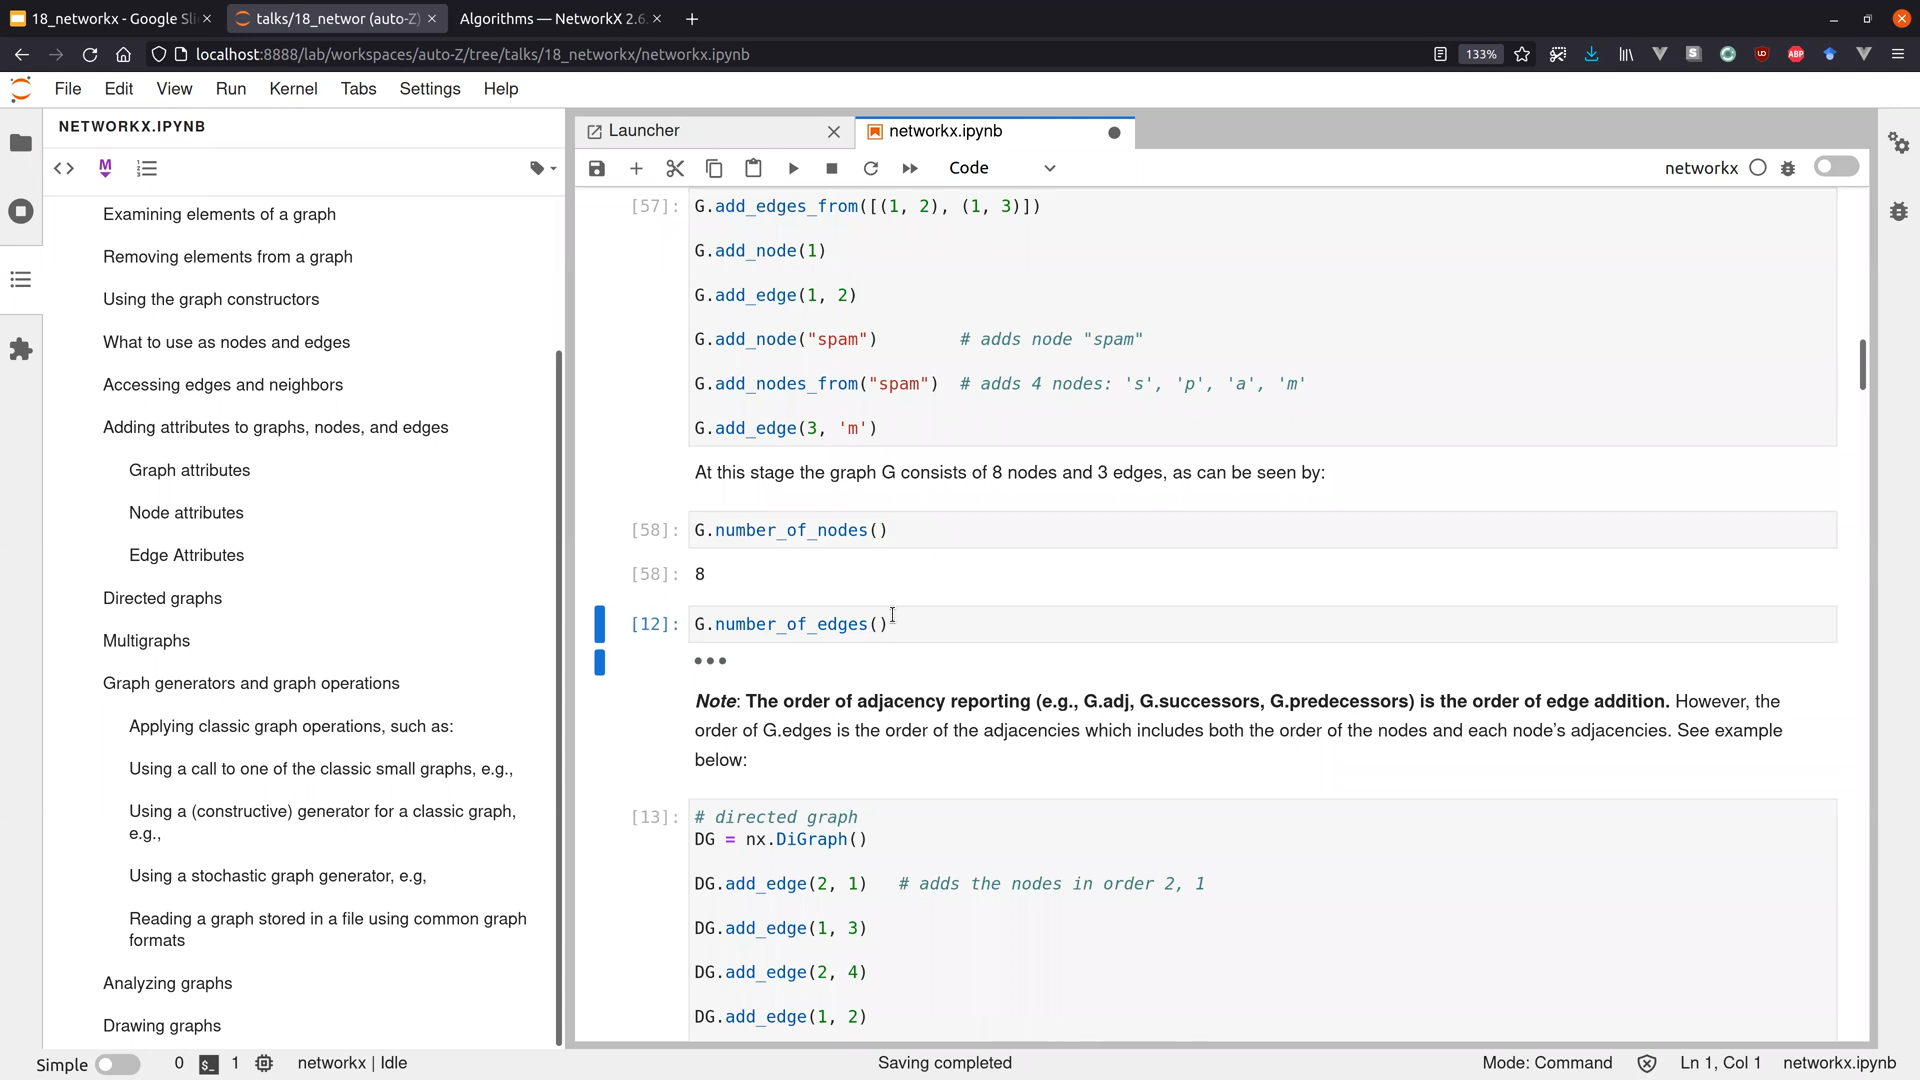 18_networkx - Google Sli
talks/18_networ (auto-Z)
Algorithms — NetworkX 2.6.
localhost:8888/lab/workspaces/auto-Z/tree/talks/18_networkx/networkx.ipynb
133%
File Edit View Run Kernel Tabs Settings Help
NETWORKX.IPYNB
Examining elements of a graph
Removing elements from a graph
Using the graph constructors
What to use as nodes and edges
Accessing edges and neighbors
Adding attributes to graphs, nodes, and edges
Graph attributes
Node attributes
Edge Attributes
Directed graphs
Multigraphs
Graph generators and graph operations
Applying classic graph operations, such as:
Using a call to one of the classic small graphs, e.g.,
Using a (constructive) generator for a classic graph,
e.g.,
Using a stochastic graph generator, e.g,
Reading a graph stored in a file using common graph
formats
Analyzing graphs
Drawing graphs
Launcher
networkx.ipynb
Code
networkx
[57]: G.add_edges_from([(1, 2), (1, 3)])
G.add_node(1)
G.add_edge(1, 2)
G.add_node("spam")        # adds node "spam"
G.add_nodes_from("spam")  # adds 4 nodes: 's', 'p', 'a', 'm'
G.add_edge(3, 'm')
At this stage the graph G consists of 8 nodes and 3 edges, as can be seen by:
[58]: G.number_of_nodes()
[58]: 8
[12]: G.number_of_edges()
Note: The order of adjacency reporting (e.g., G.adj, G.successors, G.predecessors) is the order of edge addition. However, the
order of G.edges is the order of the adjacencies which includes both the order of the nodes and each node's adjacencies. See example
below:
[13]: # directed graph
DG = nx.DiGraph()
DG.add_edge(2, 1)   # adds the nodes in order 2, 1
DG.add_edge(1, 3)
DG.add_edge(2, 4)
DG.add_edge(1, 2)
Simple 0 $_ 1 networkx | Idle
Saving completed
Mode: Command
Ln 1, Col 1
networkx.ipynb